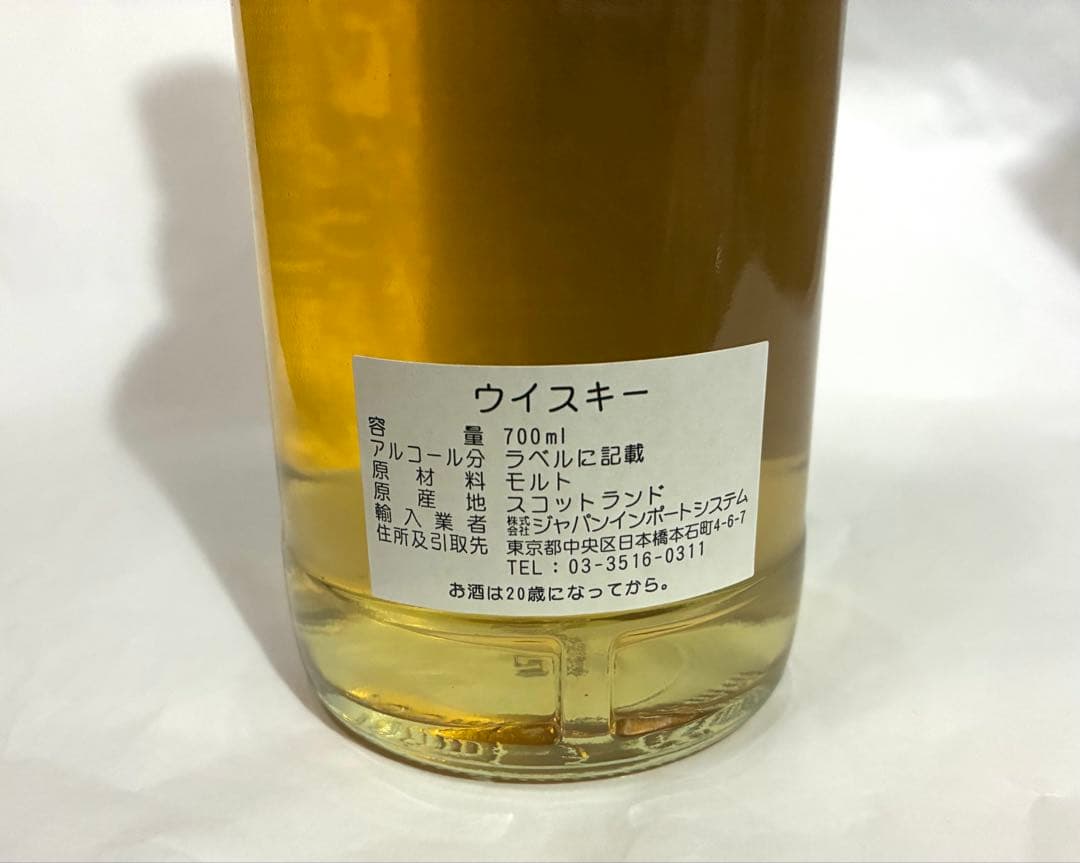 ウイスキー
容量 700ml
アルコール分 ラベルに記載
原材料 モルト
原産地 スコットランド
輸入業者 株式会社ジャパンインポートシステム
住所及引取先 東京都中央区日本橋本石町4-6-7
TEL：03-3516-0311
お酒は20歳になってから。